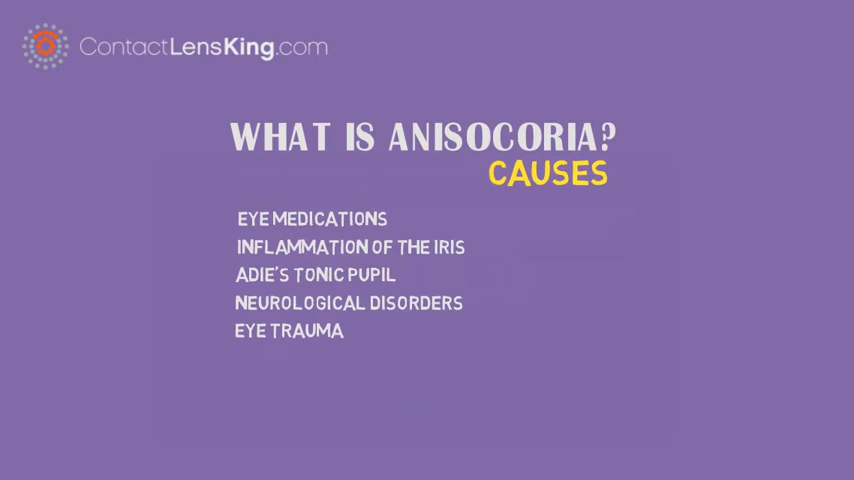 ContactLensKing.com
WHAT IS ANISOCORIA?
CAUSES
EYE MEDICATIONS
INFLAMMATION OF THE IRIS
ADIE'S TONIC PUPIL
NEUROLOGICAL DISORDERS
EYE TRAUMA